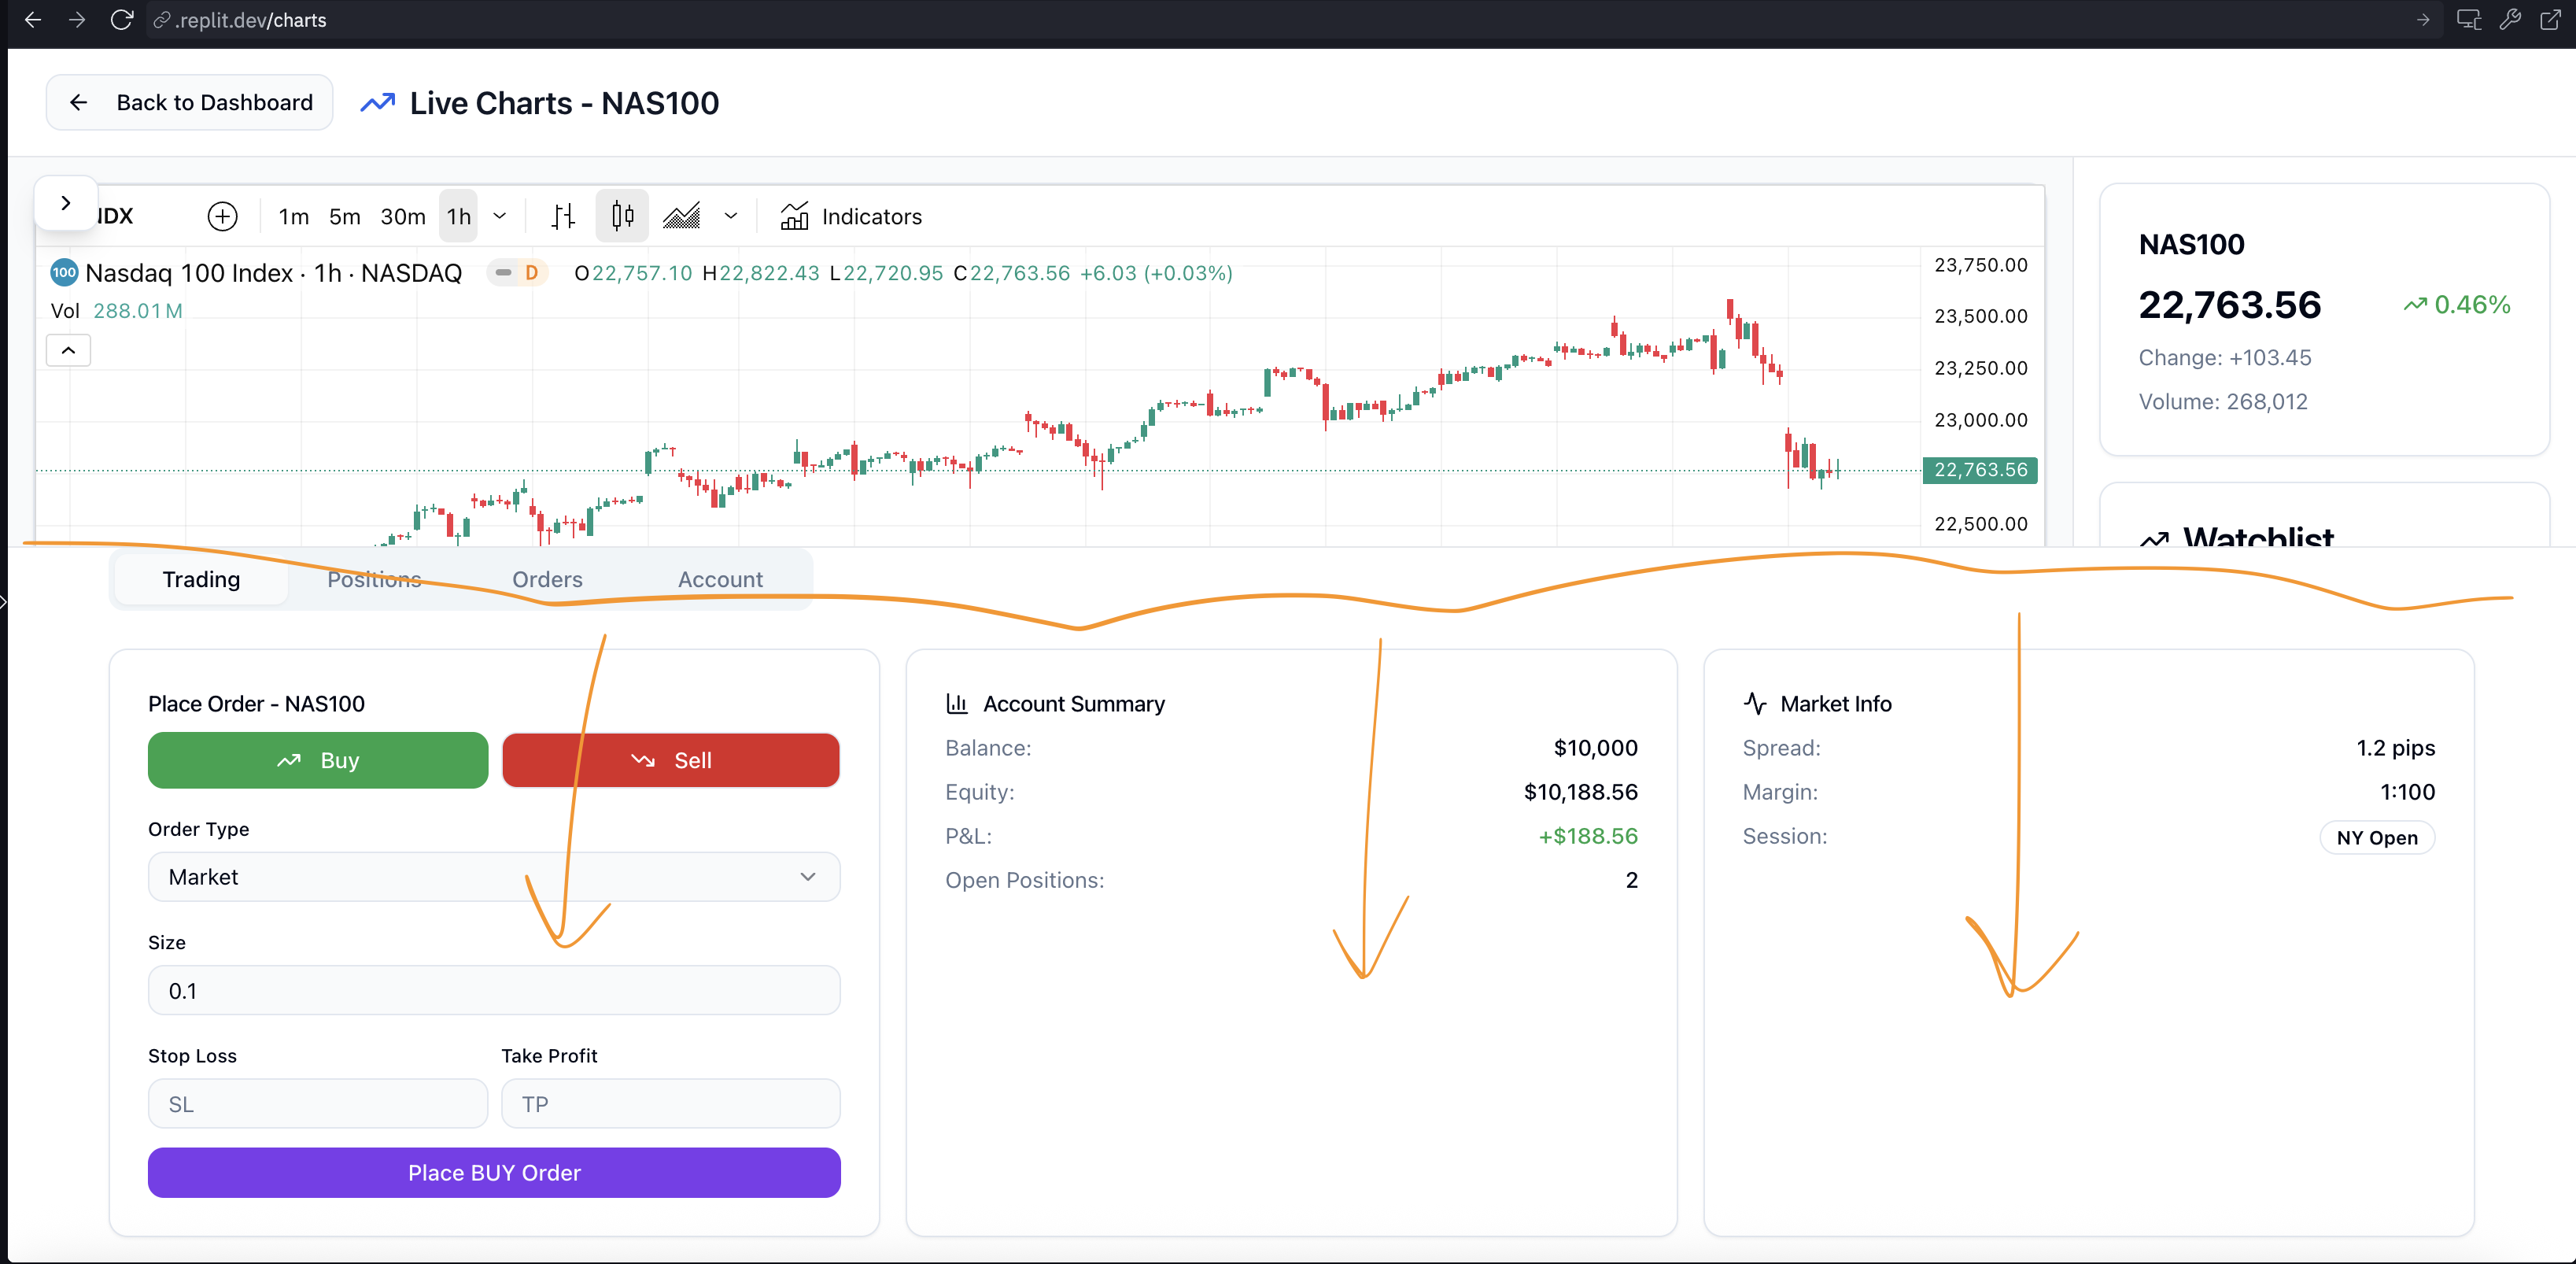 .replit.dev/charts
Back to Dashboard
Live Charts - NAS100
NDX
1m 5m 30m 1h
Indicators
100 Nasdaq 100 Index · 1h · NASDAQ
D
O22,757.10 H22,822.43 L22,720.95 C22,763.56 +6.03 (+0.03%)
Vol 288.01 M
23,750.00
23,500.00
23,250.00
23,000.00
22,763.56
22,500.00
NAS100
22,763.56
0.46%
Change: +103.45
Volume: 268,012
Watchlist
Trading
Positions
Orders
Account
Place Order - NAS100
Buy
Sell
Order Type
Market
Size
0.1
Stop Loss
Take Profit
SL
TP
Place BUY Order
Account Summary
Balance: $10,000
Equity: $10,188.56
P&L: +$188.56
Open Positions: 2
Market Info
Spread: 1.2 pips
Margin: 1:100
Session: NY Open